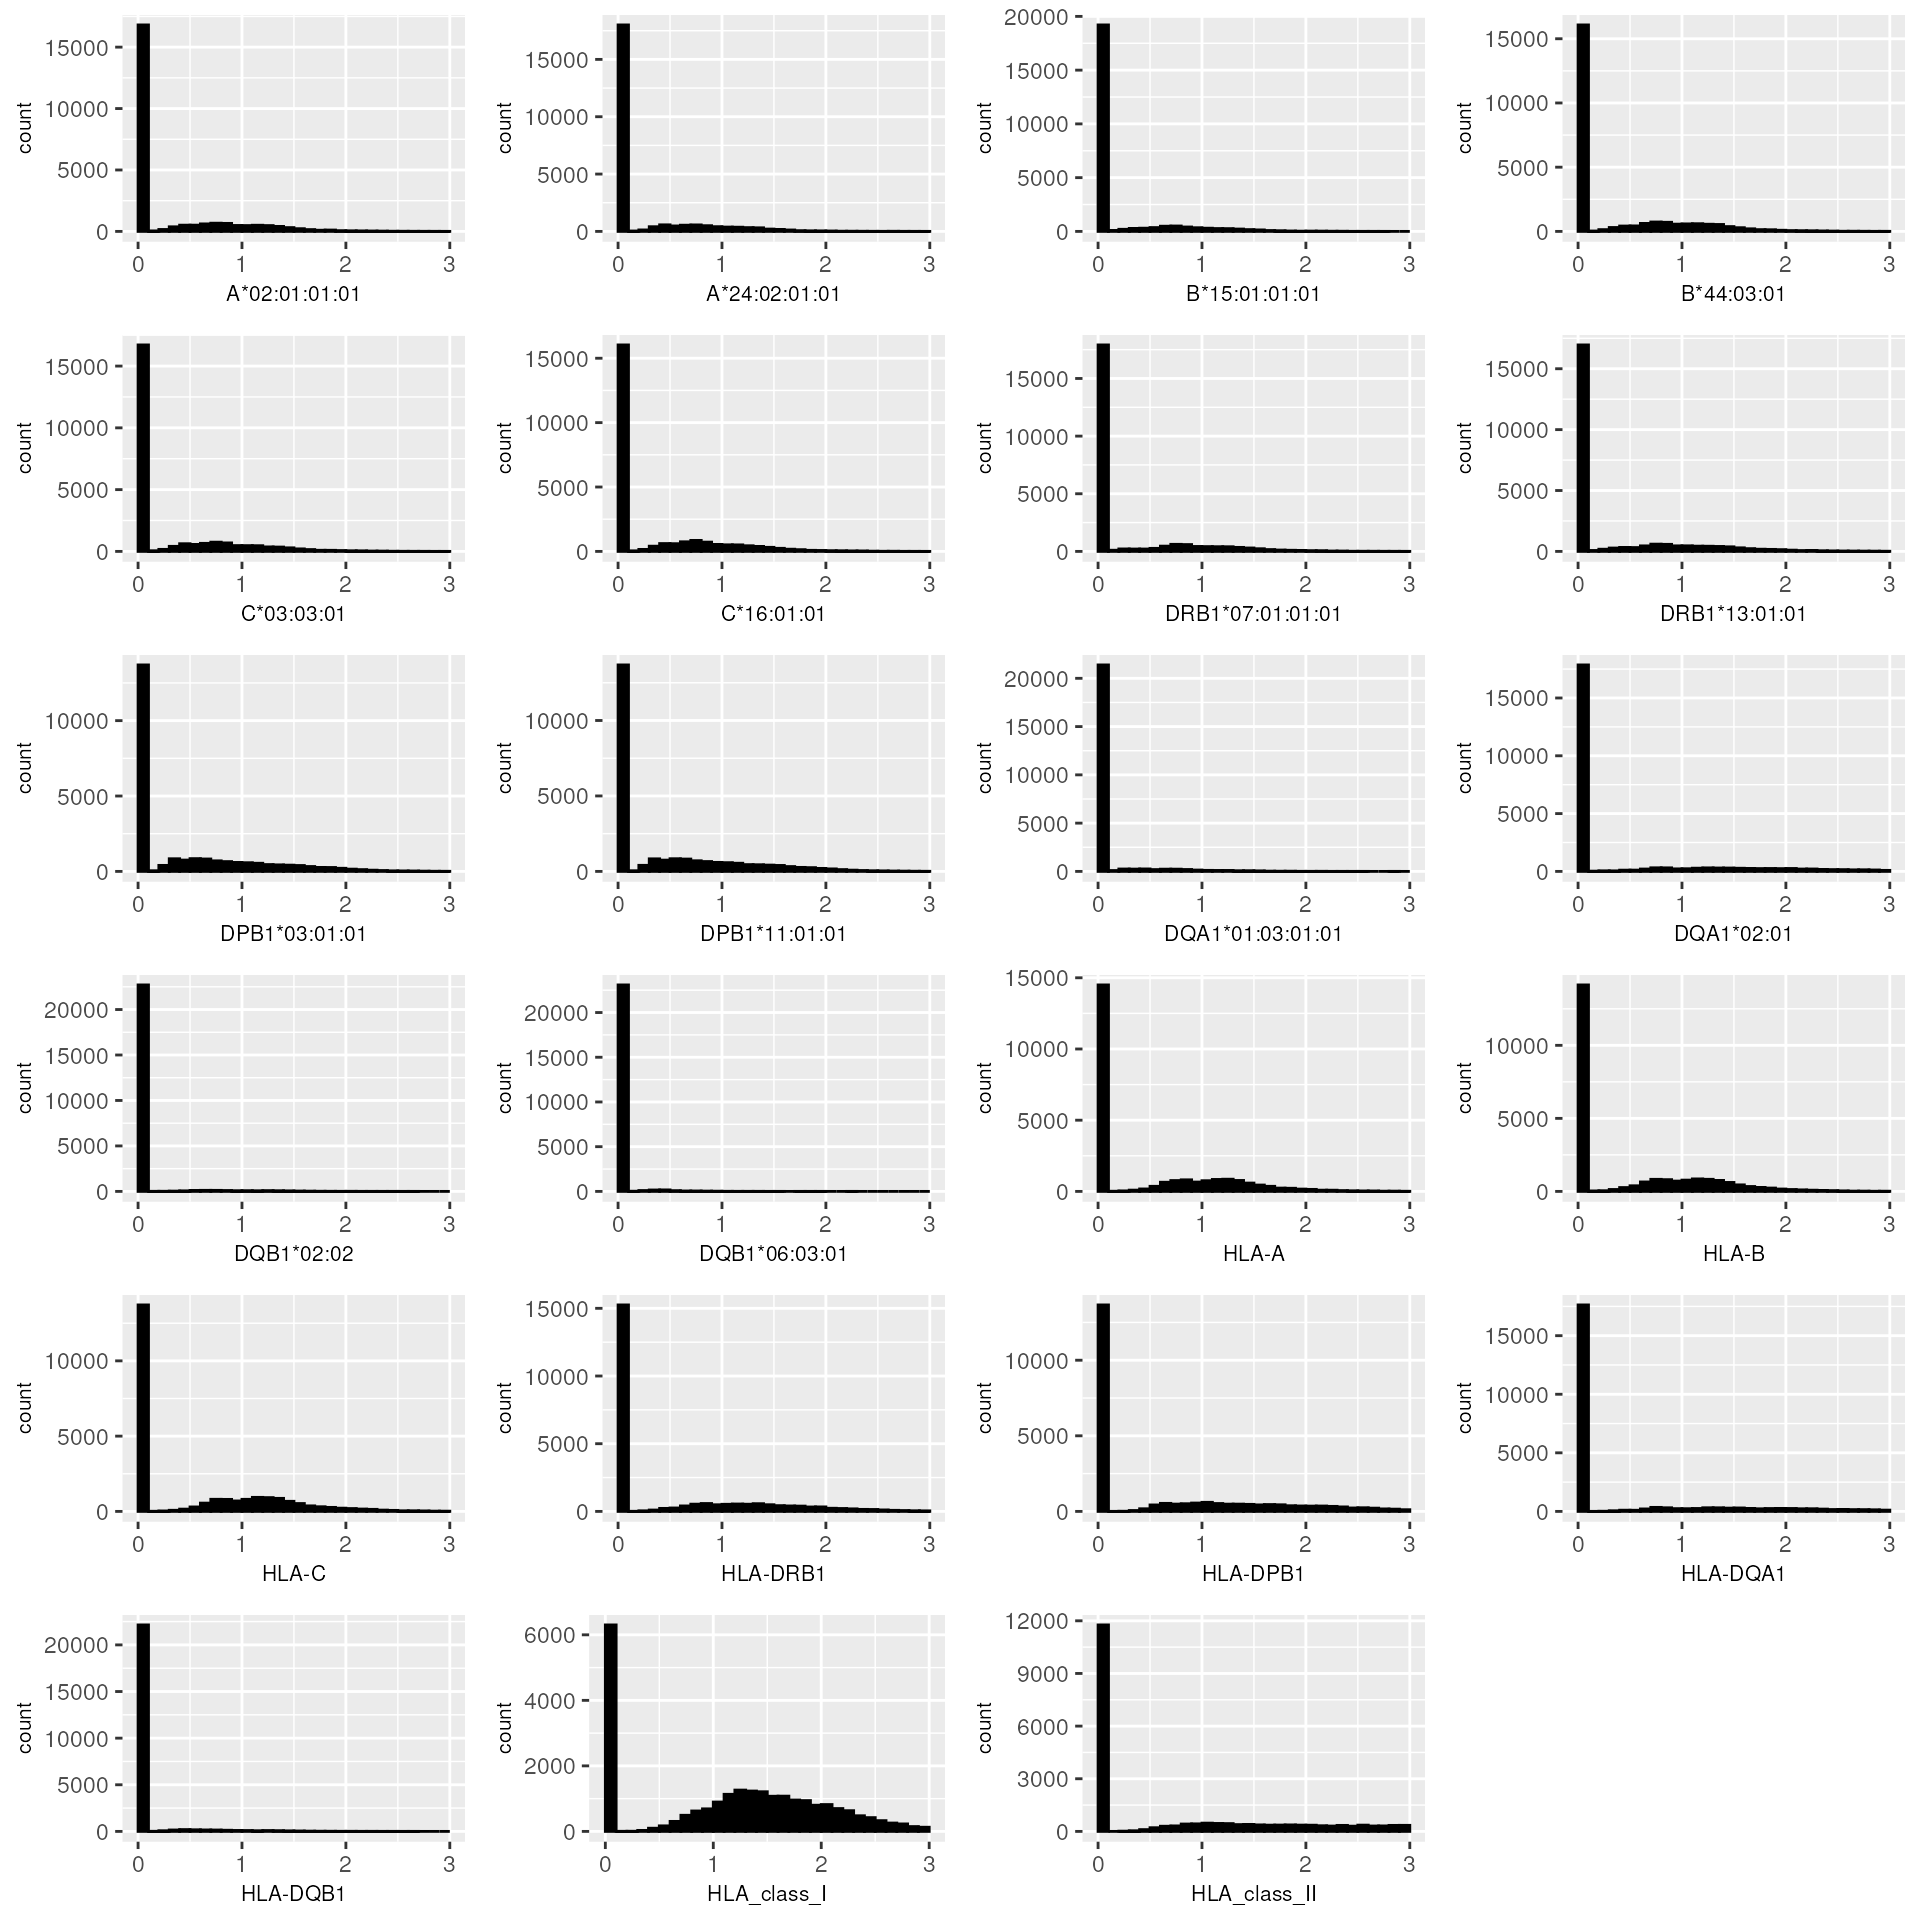 15000
10000
5000
0
count
0 1 2 3
A*02:01:01:01
15000
10000
5000
0
count
0 1 2 3
A*24:02:01:01
20000
15000
10000
5000
0
count
0 1 2 3
B*15:01:01:01
15000
10000
5000
0
count
0 1 2 3
B*44:03:01
15000
10000
5000
0
count
0 1 2 3
C*03:03:01
15000
10000
5000
0
count
0 1 2 3
C*16:01:01
15000
10000
5000
0
count
0 1 2 3
DRB1*07:01:01:01
15000
10000
5000
0
count
0 1 2 3
DRB1*13:01:01
10000
5000
0
count
0 1 2 3
DPB1*03:01:01
10000
5000
0
count
0 1 2 3
DPB1*11:01:01
20000
15000
10000
5000
0
count
0 1 2 3
DQA1*01:03:01:01
15000
10000
5000
0
count
0 1 2 3
DQA1*02:01
20000
15000
10000
5000
0
count
0 1 2 3
DQB1*02:02
20000
15000
10000
5000
0
count
0 1 2 3
DQB1*06:03:01
15000
10000
5000
0
count
0 1 2 3
HLA-A
10000
5000
0
count
0 1 2 3
HLA-B
10000
5000
0
count
0 1 2 3
HLA-C
15000
10000
5000
0
count
0 1 2 3
HLA-DRB1
10000
5000
0
count
0 1 2 3
HLA-DPB1
15000
10000
5000
0
count
0 1 2 3
HLA-DQA1
20000
15000
10000
5000
0
count
0 1 2 3
HLA-DQB1
6000
4000
2000
0
count
0 1 2 3
HLA_class_I
12000
9000
6000
3000
0
count
0 1 2 3
HLA_class_II